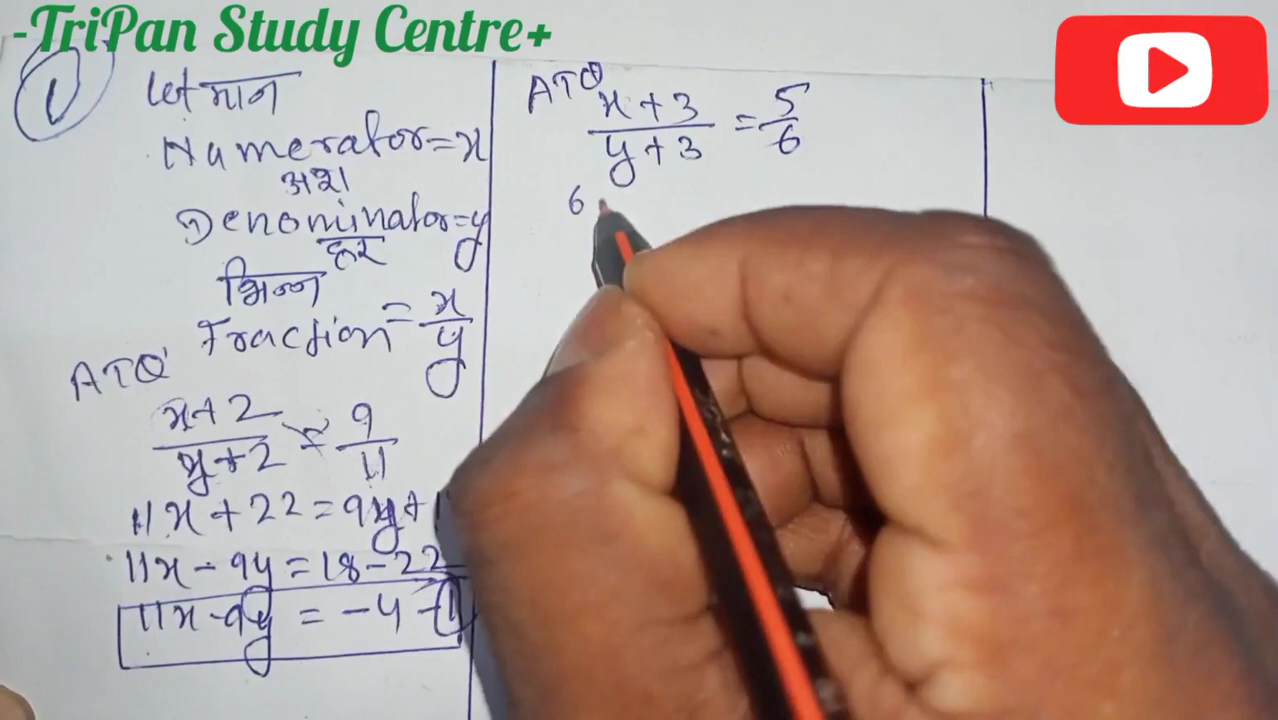 -TriPan Study Centre+
1
Let मान
Numerator = x
अंश
Denominator = y
हर
भिन्न
Fraction = x/y
ATQ
x+2/y+2 = 9/11
11x + 22 = 9y + 1
11x - 9y = 18 - 22
11x - 9y = -4 - 1
ATQ
x+3/y+3 = 5/6
6